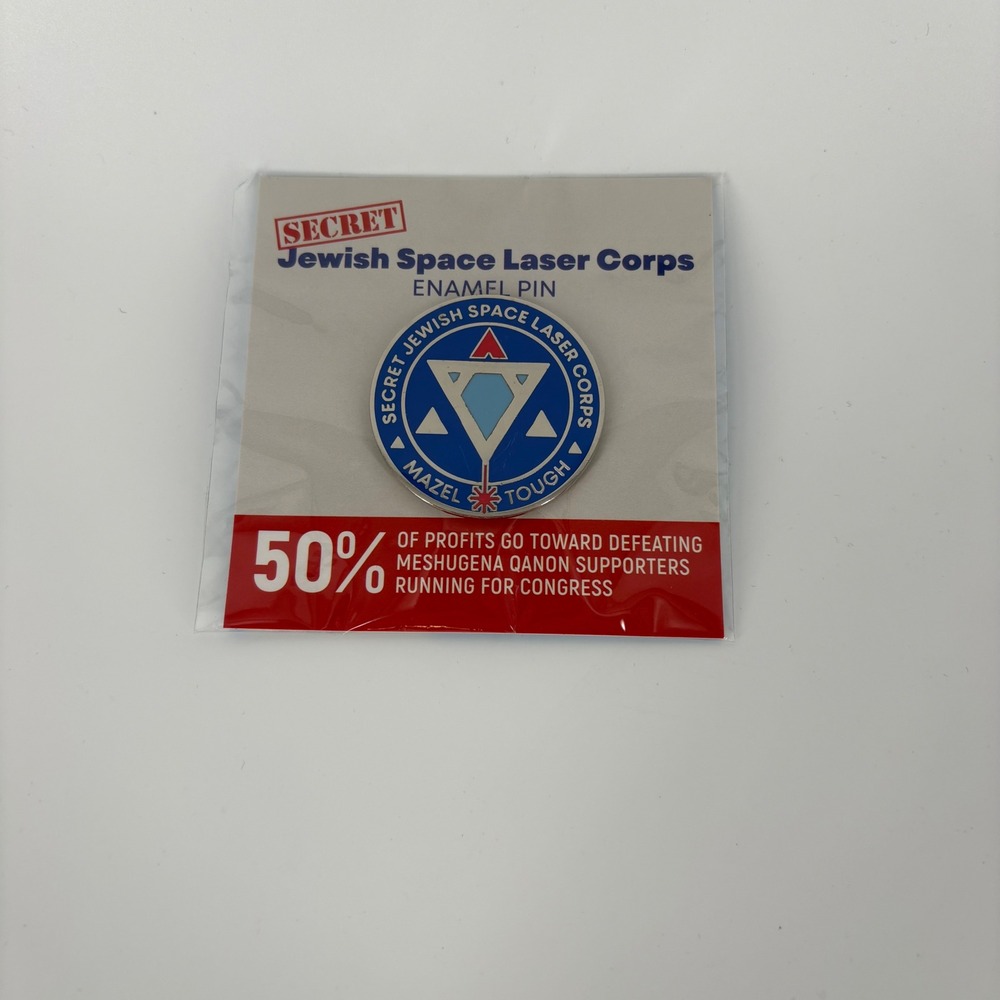 SECRET
Jewish Space Laser Corps
ENAMEL PIN
SECRET JEWISH SPACE LASER CORPS
MAZEL TOUGH
50%
OF PROFITS GO TOWARD DEFEATING
MESHUGENA QANON SUPPORTERS
RUNNING FOR CONGRESS